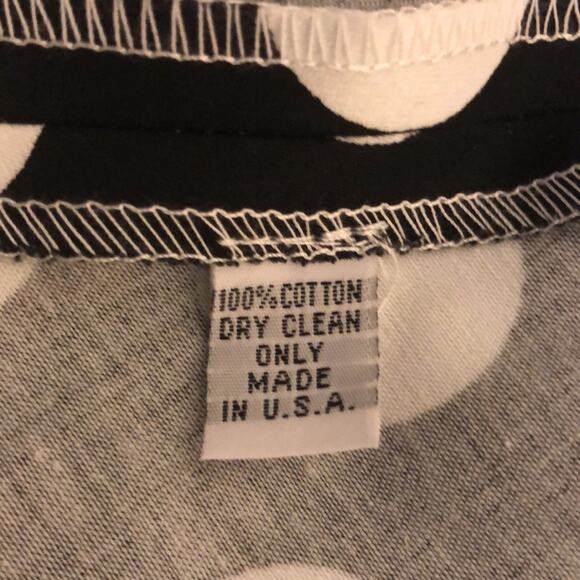 100% COTTON
DRY CLEAN
ONLY
MADE
IN U.S.A.